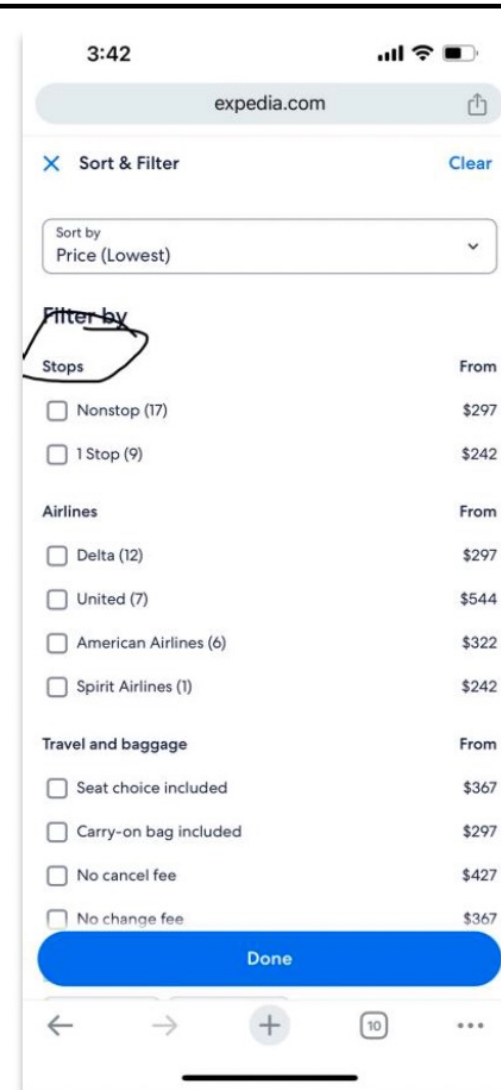 3:42
expedia.com
Sort & Filter Clear
Sort by
Price (Lowest)
Filter by
Stops From
Nonstop (17) $297
1 Stop (9) $242
Airlines From
Delta (12) $297
United (7) $544
American Airlines (6) $322
Spirit Airlines (1) $242
Travel and baggage From
Seat choice included $367
Carry-on bag included $297
No cancel fee $427
No change fee $367
Done
10